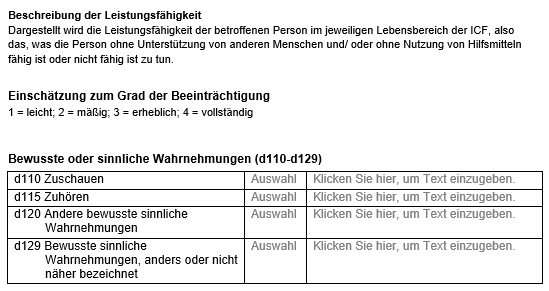 Beschreibung der Leistungsfähigkeit
Dargestellt wird die Leistungsfähigkeit der betroffenen Person im jeweiligen Lebensbereich der ICF, also
das, was die Person ohne Unterstützung von anderen Menschen und/ oder ohne Nutzung von Hilfsmitteln
fähig ist oder nicht fähig ist zu tun.
Einschätzung zum Grad der Beeinträchtigung
1 = leicht; 2 = mäßig; 3 = erheblich; 4 = vollständig
Bewusste oder sinnliche Wahrnehmungen (d110-d129)
d110 Zuschauen Auswahl Klicken Sie hier, um Text einzugeben.
d115 Zuhören Auswahl Klicken Sie hier, um Text einzugeben.
d120 Andere bewusste sinnliche Auswahl Klicken Sie hier, um Text einzugeben.
Wahrnehmungen
d129 Bewusste sinnliche Auswahl Klicken Sie hier, um Text einzugeben.
Wahrnehmungen, anders oder nicht
näher bezeichnet